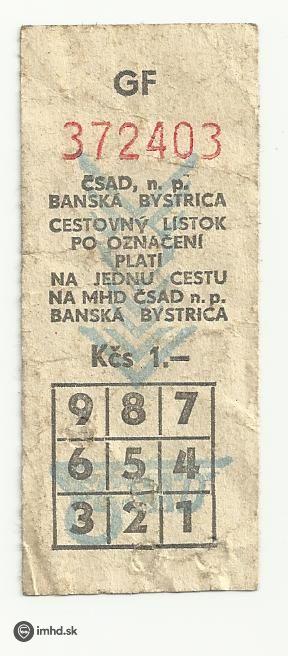 GF
372403
ČSAD, n. p.
BANSKÁ BYSTRICA
CESTOVNÝ LÍSTOK
PO OZNAČENÍ
PLATÍ
NA JEDNU CESTU
NA MHD ČSAD n. p.
BANSKÁ BYSTRICA
Kčs 1.–
9 8 7
6 5 4
3 2 1
imhd.sk